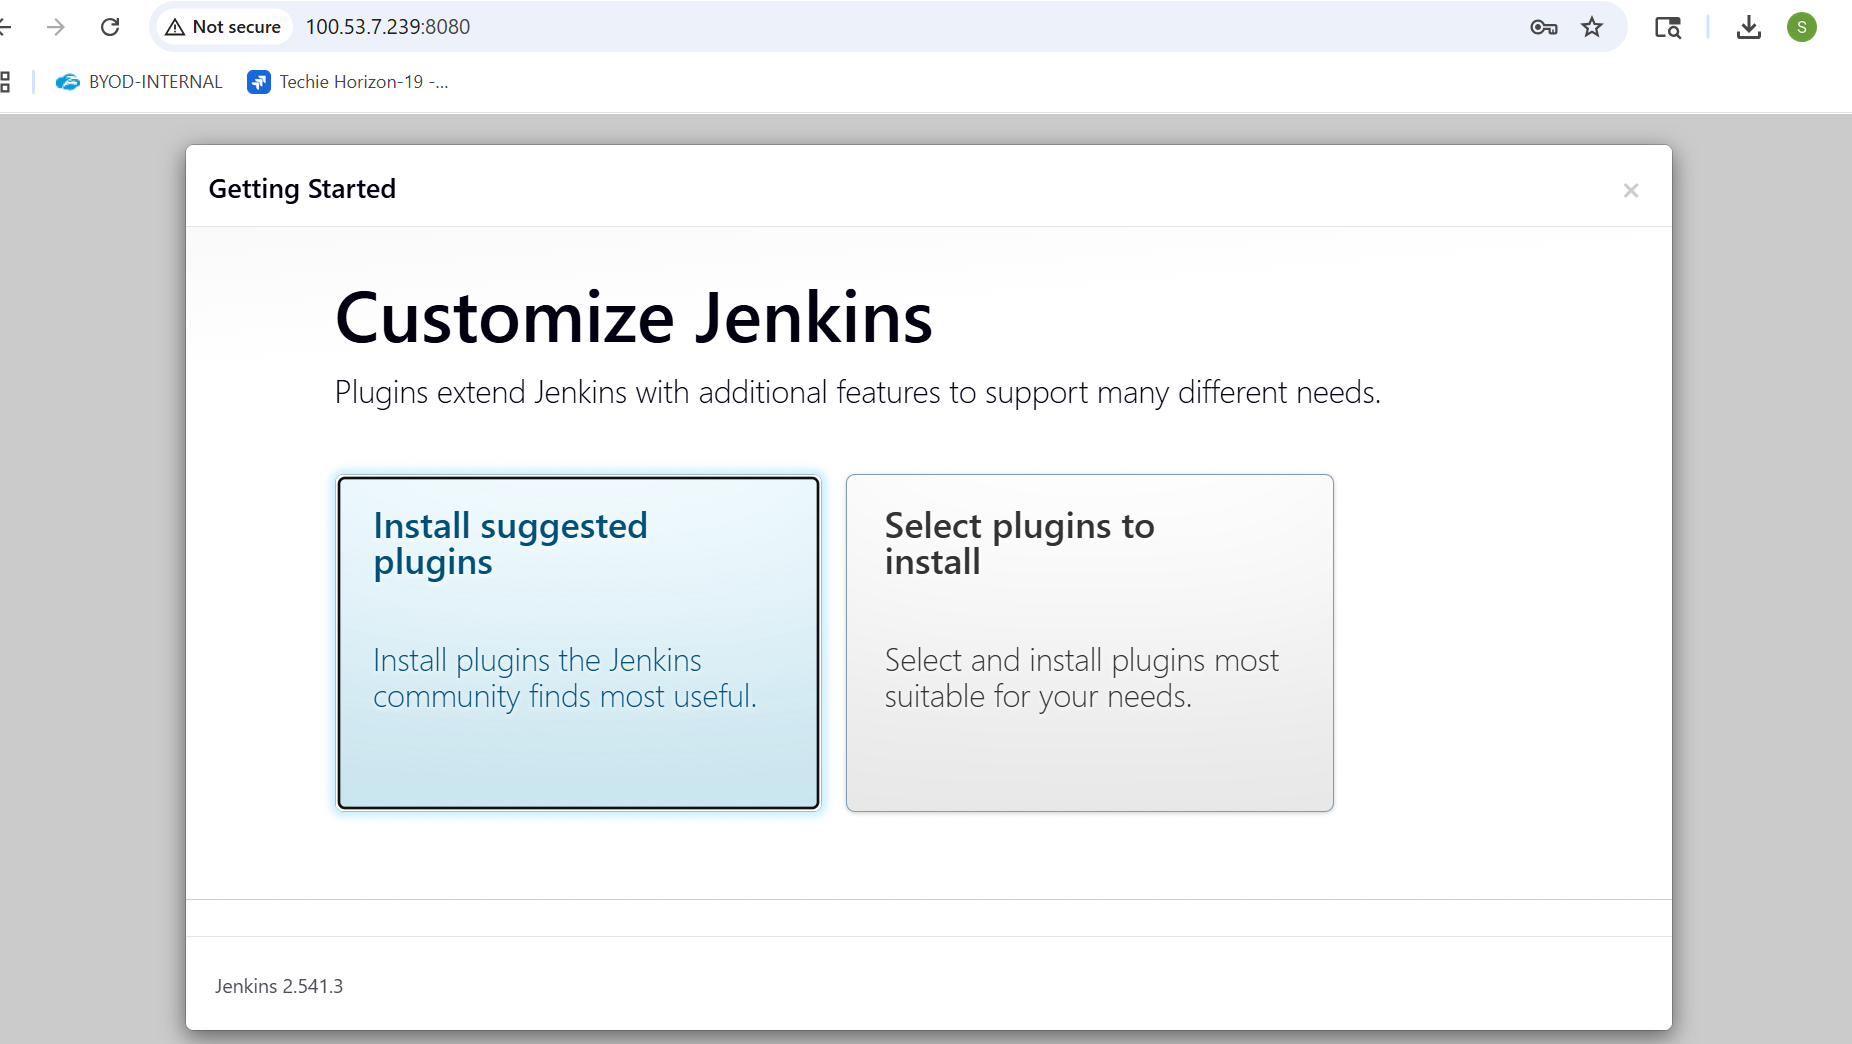 Not secure 100.53.7.239:8080
S
BYOD-INTERNAL Techie Horizon-19 -...
Getting Started
Customize Jenkins
Plugins extend Jenkins with additional features to support many different needs.
Install suggested
plugins
Install plugins the Jenkins
community finds most useful.
Select plugins to
install
Select and install plugins most
suitable for your needs.
Jenkins 2.541.3